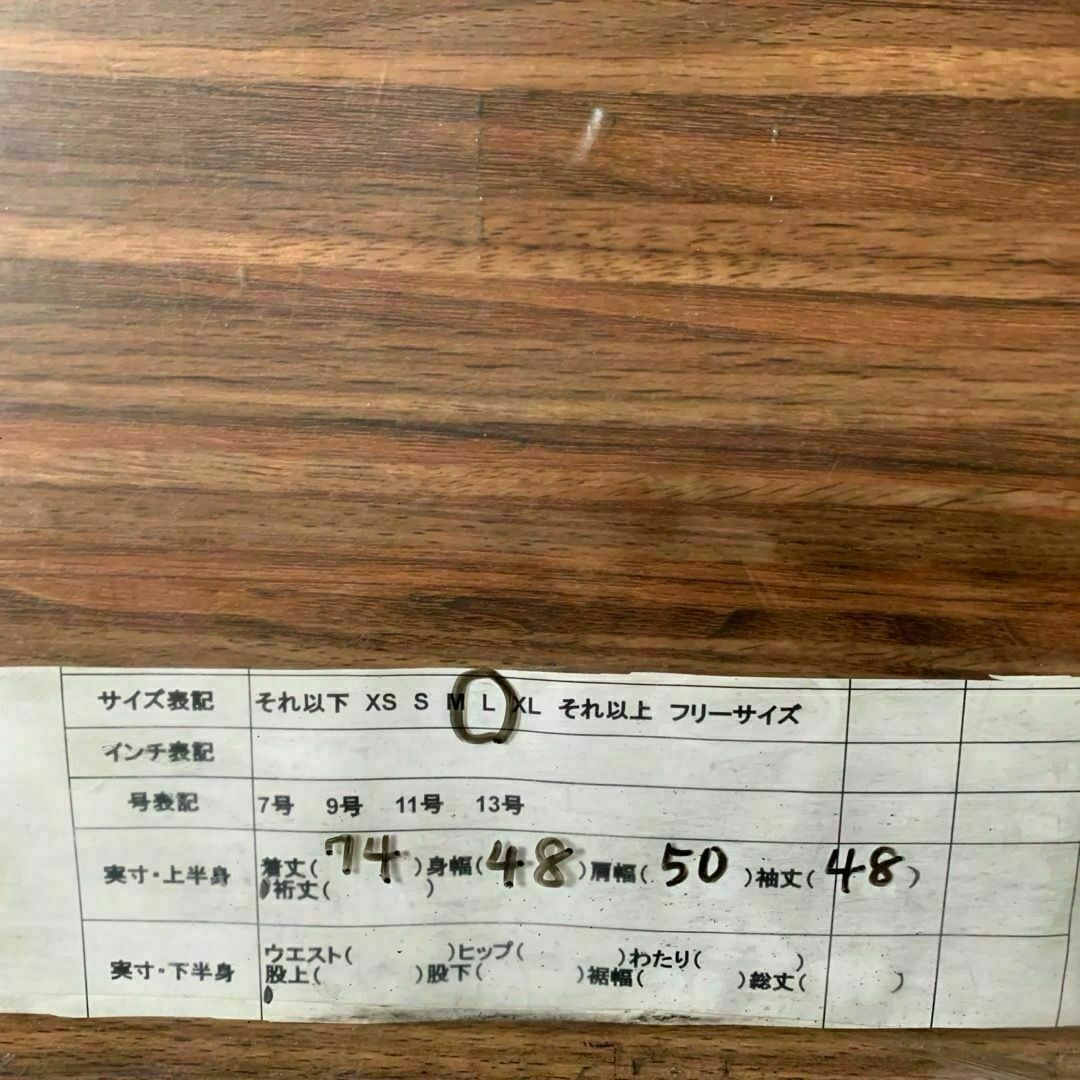 サイズ表記 それ以下 XS S M L XL それ以上 フリーサイズ
インチ表記
号表記 7号 9号 11号 13号
実寸・上半身 着丈( 74 )身幅( 48 )肩幅( 50 )袖丈( 48 )
裄丈( )
実寸・下半身 ウエスト( )ヒップ( )わたり( )
股上( )股下( )裾幅( )総丈( )